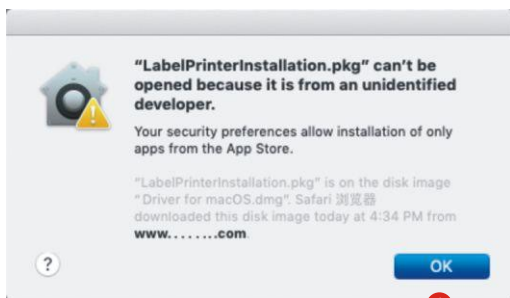 “LabelPrinterInstallation.pkg” can’t be
opened because it is from an unidentified
developer.
Your security preferences allow installation of only
apps from the App Store.
“LabelPrinterInstallation.pkg” is on the disk image
“Driver for macOS.dmg”. Safari 浏览器
downloaded this disk image today at 4:34 PM from
www........com.
?
OK